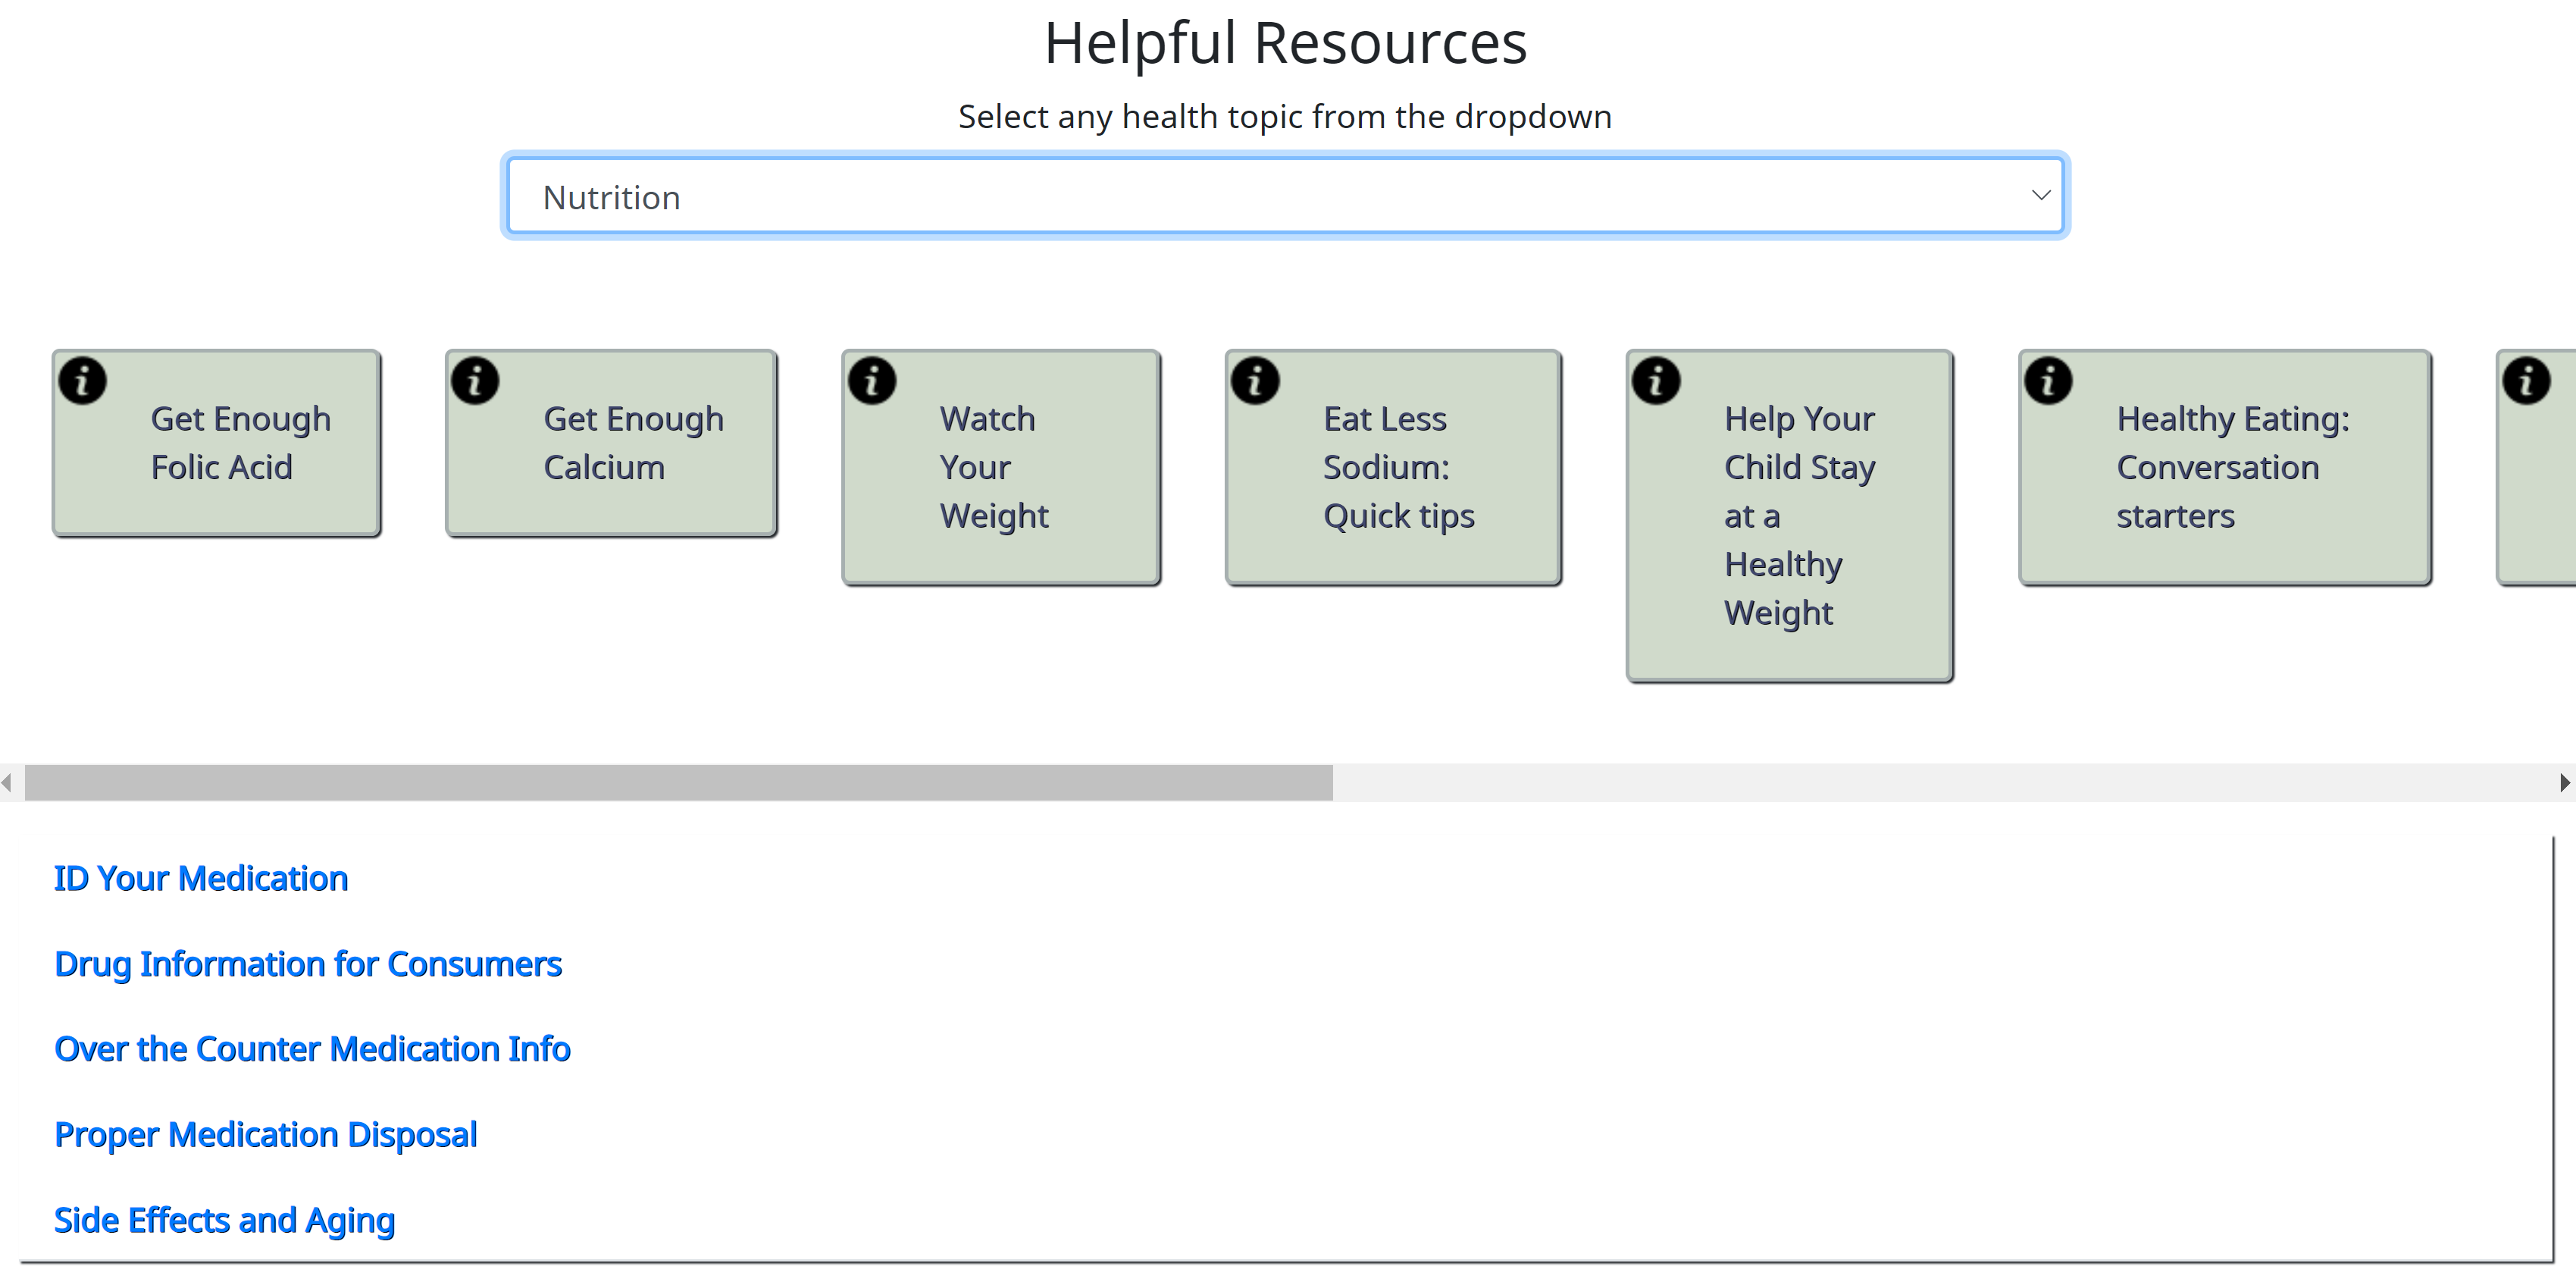 Helpful Resources
Select any health topic from the dropdown
Nutrition
Get Enough
Folic Acid
Get Enough
Calcium
Watch
Your
Weight
Eat Less
Sodium:
Quick tips
Help Your
Child Stay
at a
Healthy
Weight
Healthy Eating:
Conversation
starters
ID Your Medication
Drug Information for Consumers
Over the Counter Medication Info
Proper Medication Disposal
Side Effects and Aging